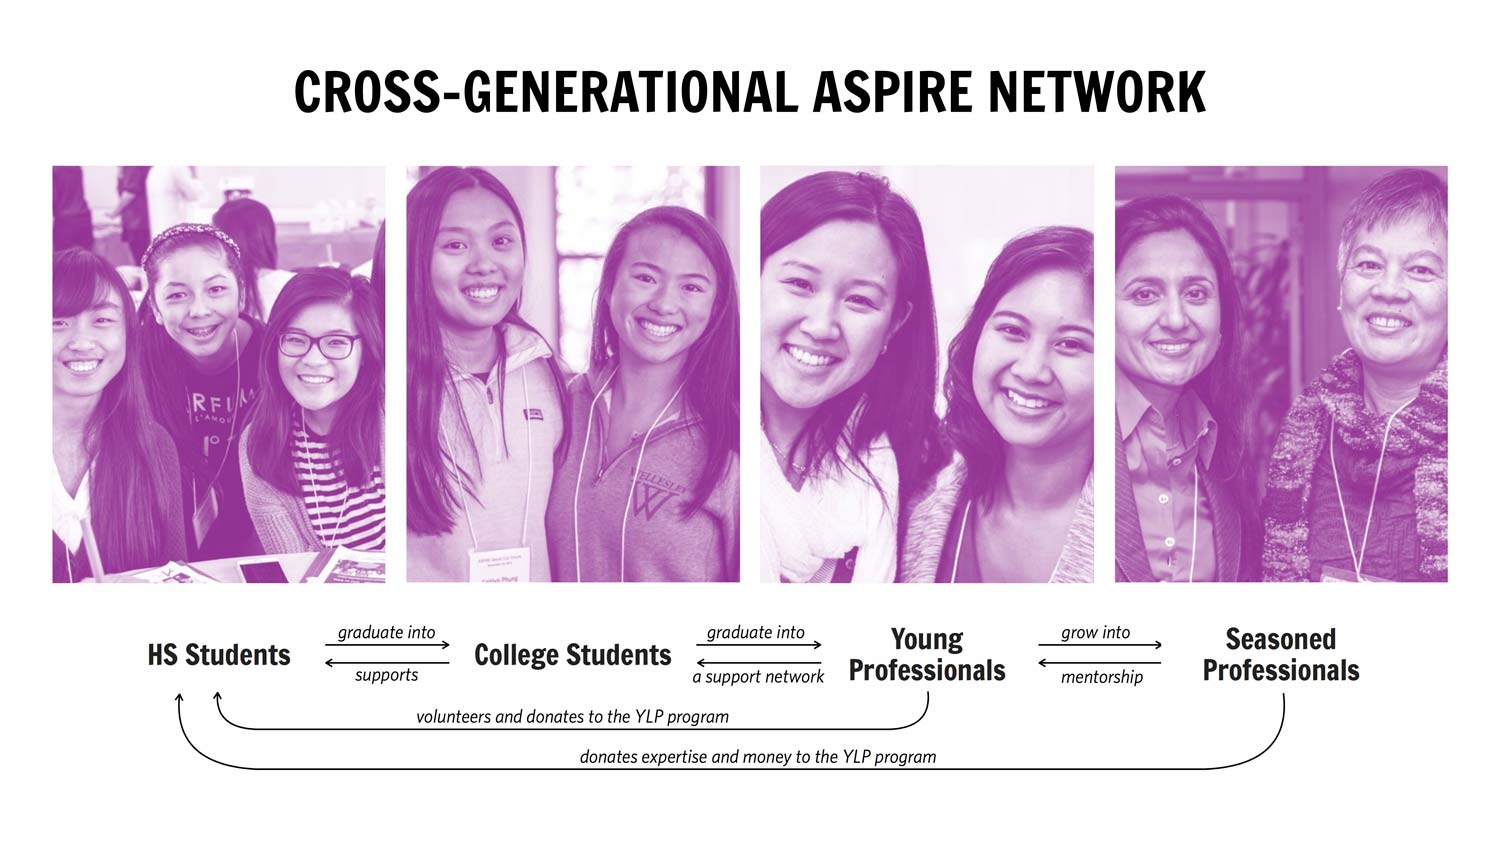 CROSS-GENERATIONAL ASPIRE NETWORK
WELLESLEY
W
HS Students
graduate into
supports
College Students
graduate into
a support network
Young
Professionals
grow into
mentorship
Seasoned
Professionals
volunteers and donates to the YLP program
donates expertise and money to the YLP program